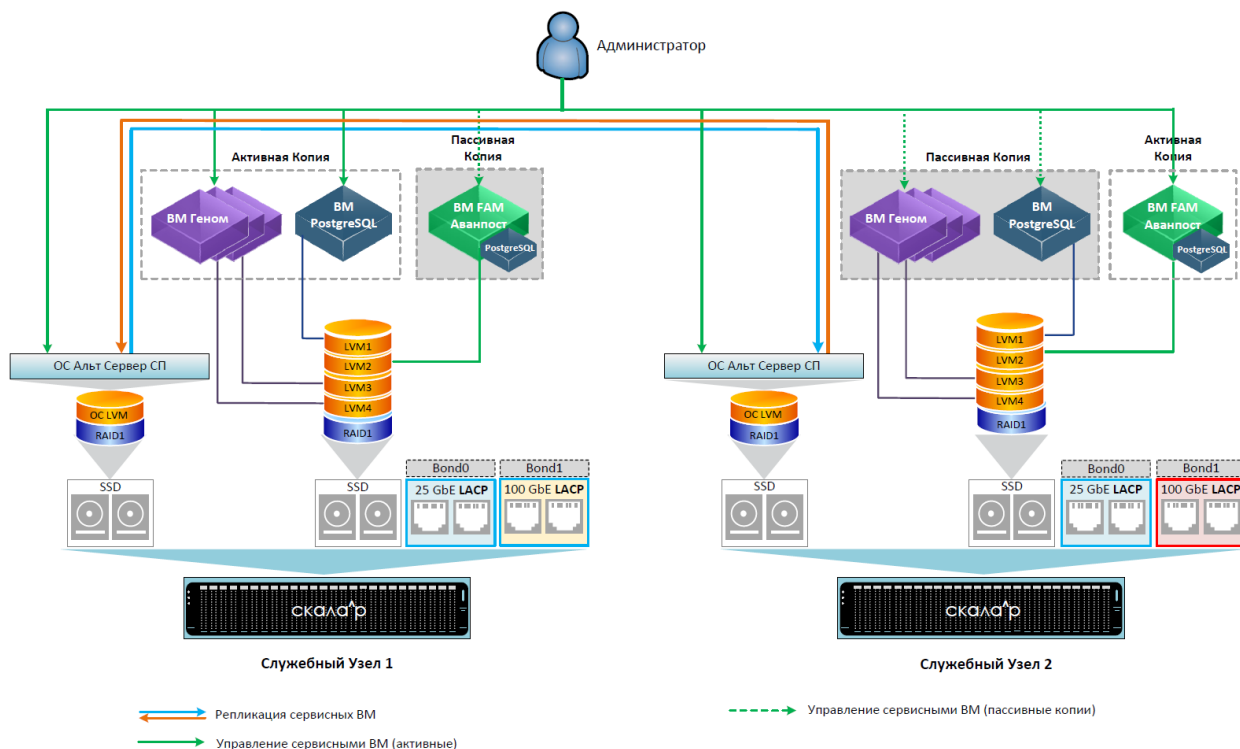 Администратор
Активная Копия
Пассивная
Копия
ВМ Геном
ВМ
PostgreSQL
ВМ FAM
Аванпост
PostgreSQL
Пассивная Копия
Активная
Копия
ВМ Геном
ВМ
PostgreSQL
ВМ FAM
Аванпост
PostgreSQL
ОС Альт Сервер СП
ОС LVM
RAID1
SSD
LVM1
LVM2
LVM3
LVM4
RAID1
SSD
Bond0
Bond1
25 GbE LACP
100 GbE LACP
ОС Альт Сервер СП
ОС LVM
RAID1
SSD
LVM1
LVM2
LVM3
LVM4
RAID1
SSD
Bond0
Bond1
25 GbE LACP
100 GbE LACP
скала^р
скала^р
Служебный Узел 1
Служебный Узел 2
Репликация сервисных ВМ
Управление сервисными ВМ (пассивные копии)
Управление сервисными ВМ (активные)